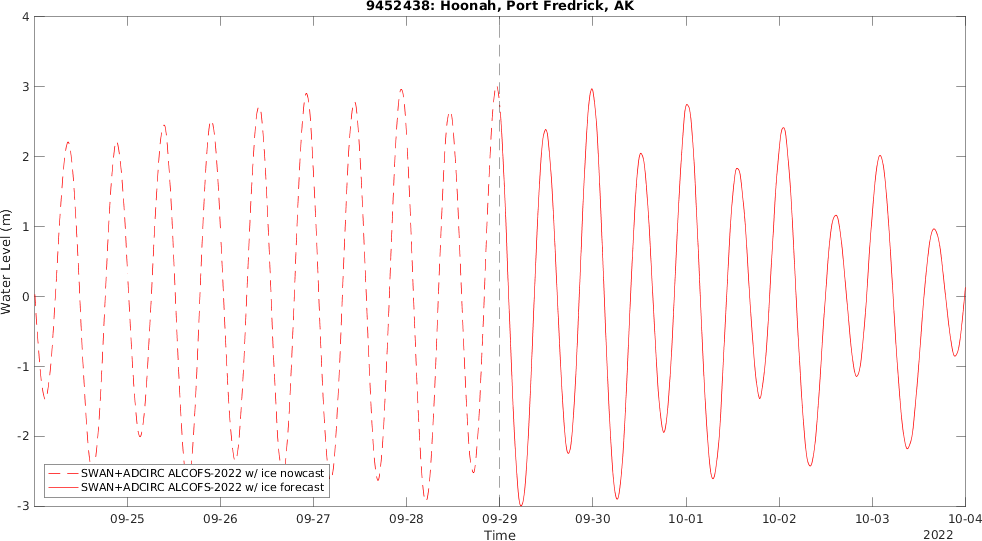 9452438: Hoonah, Port Fredrick, AK
4
3
2
1
0
-1
-2
-3
Water Level (m)
SWAN+ADCIRC ALCOFS-2022 w/ ice nowcast
SWAN+ADCIRC ALCOFS-2022 w/ ice forecast
09-25 09-26 09-27 09-28 09-29 09-30 10-01 10-02 10-03 10-04
Time
2022